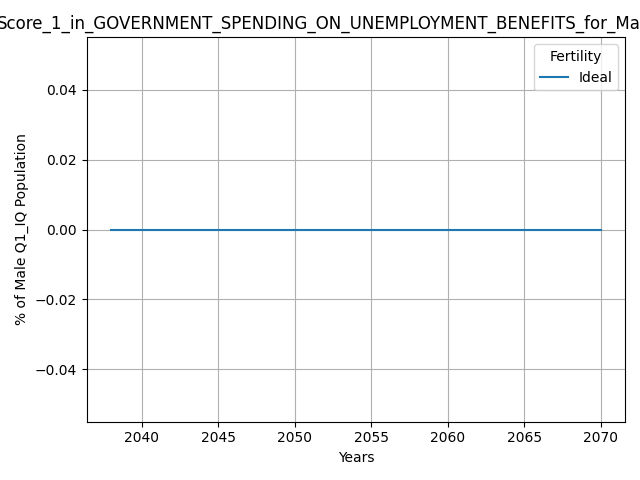 Score_1_in_GOVERNMENT_SPENDING_ON_UNEMPLOYMENT_BENEFITS_for_Ma
Fertility
Ideal
0.04
0.02
0.00
−0.02
−0.04
% of Male Q1_IQ Population
2040 2045 2050 2055 2060 2065 2070
Years